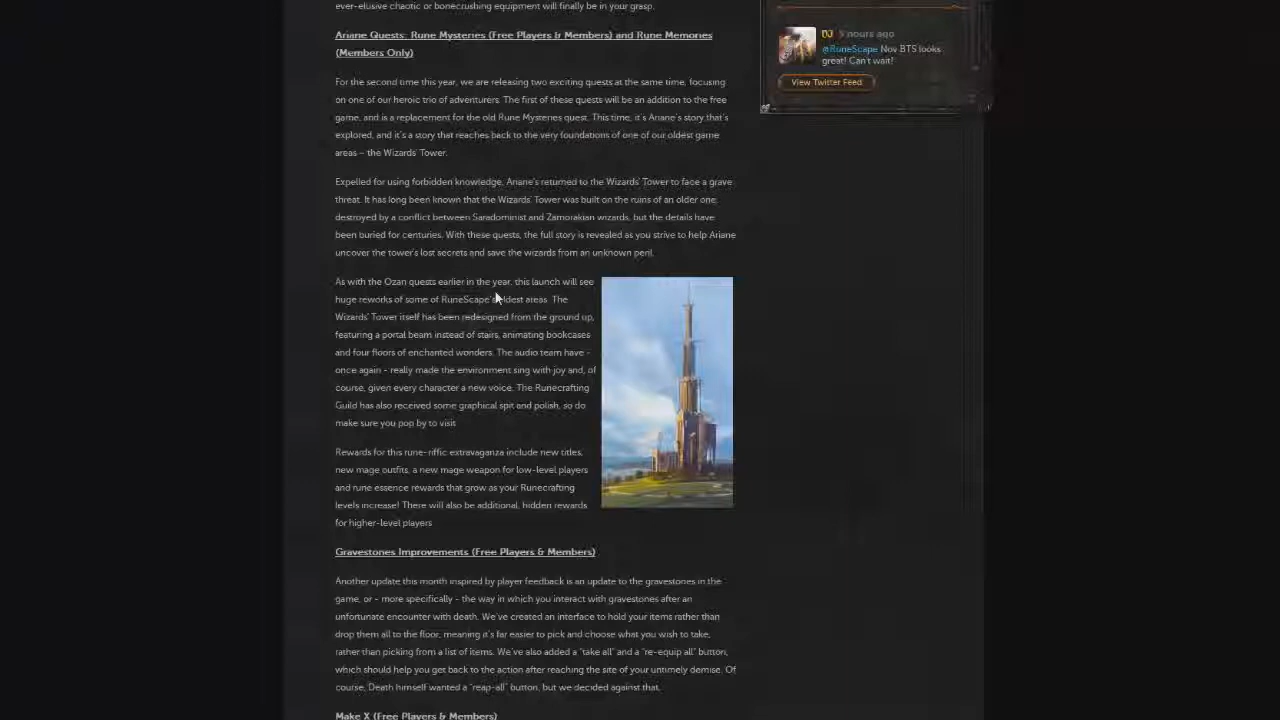 ever-elusive chaotic or bonecrushing equipment will finally be in your grasp.
Ariane Quests: Rune Mysteries (Free Players & Members) and Rune Memories
(Members Only)
For the second time this year, we are releasing two exciting quests at the same time, focusing
on one of our heroic trio of adventurers. The first of these quests will be an addition to the free
game, and is a replacement for the old Rune Mysteries quest. This time, it's Ariane's story that's
explored, and it's a story that reaches back to the very foundations of one of our oldest game
areas – the Wizards' Tower.
Expelled for using forbidden knowledge, Ariane's returned to the Wizards' Tower to face a grave
threat. It has long been known that the Wizards' Tower was built on the ruins of an older one;
destroyed by a conflict between Saradominist and Zamorakian wizards, but the details have
been buried for centuries. With these quests, the full story is revealed as you strive to help Ariane
uncover the tower's lost secrets and save the wizards from an unknown peril.
As with the Ozan quests earlier in the year, this launch will see
huge reworks of some of RuneScape's oldest areas. The
Wizards' Tower itself has been redesigned from the ground up,
featuring a portal beam instead of stairs, animating bookcases
and four floors of enchanted wonders. The audio team have -
once again - really made the environment sing with joy and, of
course, given every character a new voice. The Runecrafting
Guild has also received some graphical spit and polish, so do
make sure you pop by to visit.
Rewards for this rune-riffic extravaganza include new titles,
new mage outfits, a new mage weapon for low-level players
and rune essence rewards that grow as your Runecrafting
levels increase! There will also be additional, hidden rewards
for higher-level players.
Gravestones Improvements (Free Players & Members)
Another update this month inspired by player feedback is an update to the gravestones in the
game, or - more specifically - the way in which you interact with gravestones after an
unfortunate encounter with death. We've created an interface to hold your items rather than
drop them all to the floor, meaning it's far easier to pick and choose what you wish to take,
rather than picking from a list of items. We've also added a "take all" and a "re-equip all" button,
which should help you get back to the action after reaching the site of your untimely demise. Of
course, Death himself wanted a "reap-all" button, but we decided against that.
Make X (Free Players & Members)
DJ 5 hours ago
@RuneScape Nov BTS looks
great! Can't wait!
View Twitter Feed